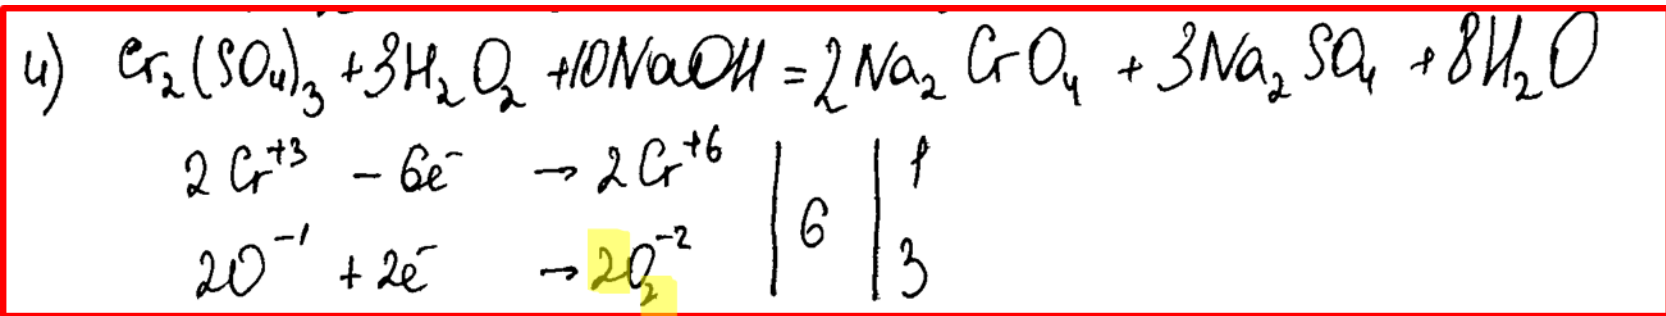 4) Cr₂(SO₄)₃ + 3H₂O₂ + 10NaOH = 2Na₂CrO₄ + 3Na₂SO₄ + 8H₂O
2Cr⁺³ − 6e⁻ → 2Cr⁺⁶ | 6 | 1
2O⁻¹ + 2e⁻ → 2O₂⁻² | 3